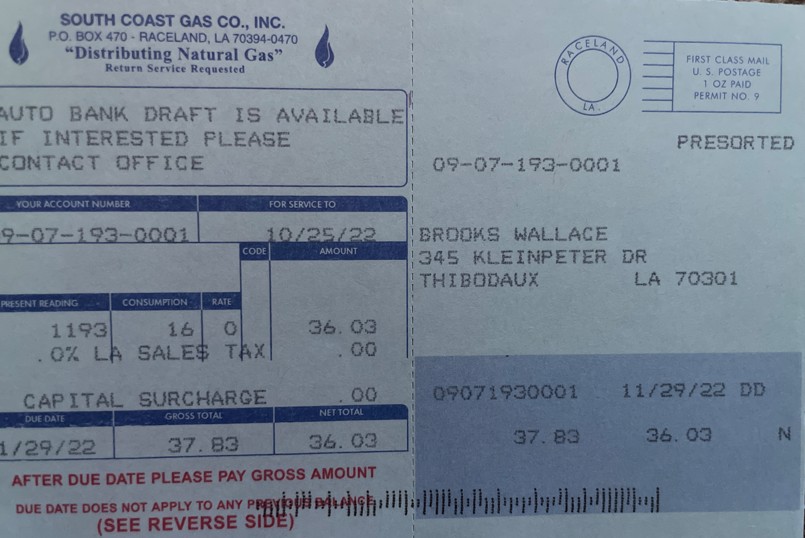 SOUTH COAST GAS CO., INC.
P.O. BOX 470 - RACELAND, LA 70394-0470
“Distributing Natural Gas”
Return Service Requested
AUTO BANK DRAFT IS AVAILABLE
IF INTERESTED PLEASE
CONTACT OFFICE
YOUR ACCOUNT NUMBER FOR SERVICE TO
9-07-193-0001 10/25/22
CODE AMOUNT
PRESENT READING CONSUMPTION RATE
1193 16 0 36.03
.0% LA SALES TAX .00
CAPITAL SURCHARGE .00
DUE DATE GROSS TOTAL NET TOTAL
1/29/22 37.83 36.03
AFTER DUE DATE PLEASE PAY GROSS AMOUNT
DUE DATE DOES NOT APPLY TO ANY PREVIOUS BALANCE
(SEE REVERSE SIDE)
RACELAND
LA.
FIRST CLASS MAIL
U.S. POSTAGE
1 OZ PAID
PERMIT NO. 9
PRESORTED
09-07-193-0001
BROOKS WALLACE
345 KLEINPETER DR
THIBODAUX LA 70301
09071930001 11/29/22 DD
37.83 36.03 N